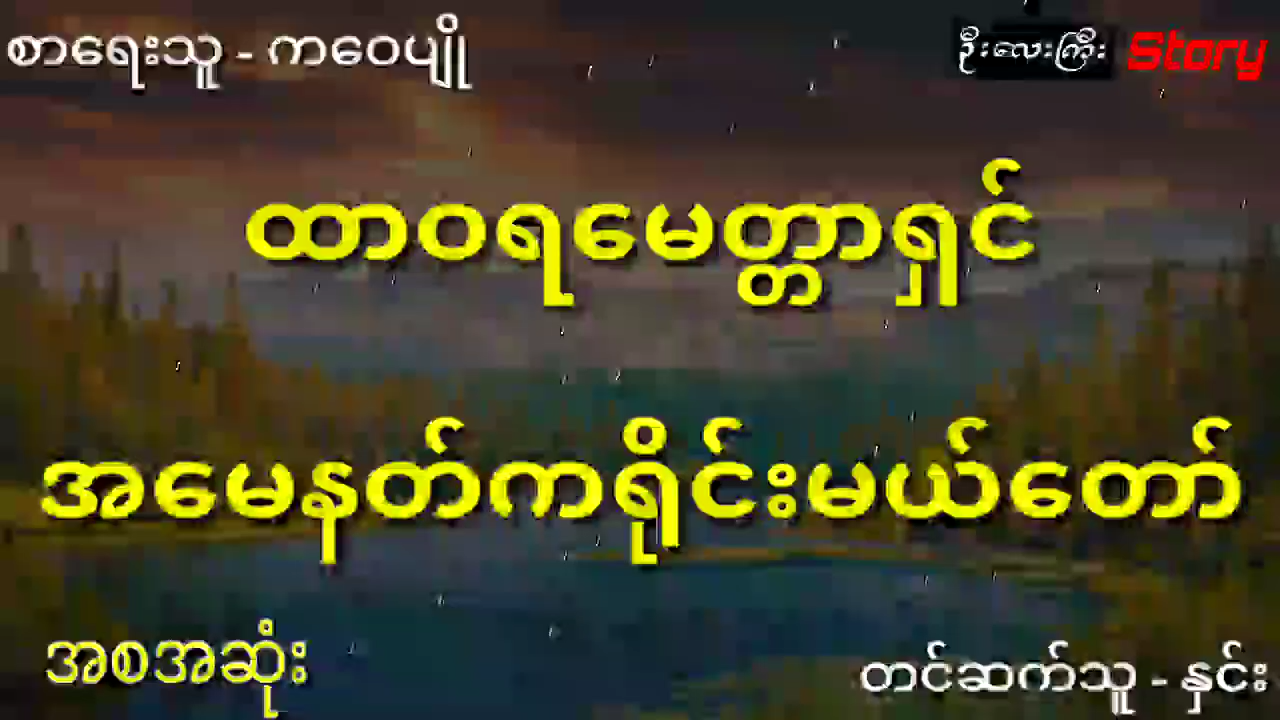 စာရေးသူ - ကဝေပျို
ဦးလေးကြီး Story
ထာဝရမေတ္တာရှင်
အမေနတ်ကရိုင်းမယ်တော်
အစအဆုံး
တင်ဆက်သူ - နှင်း